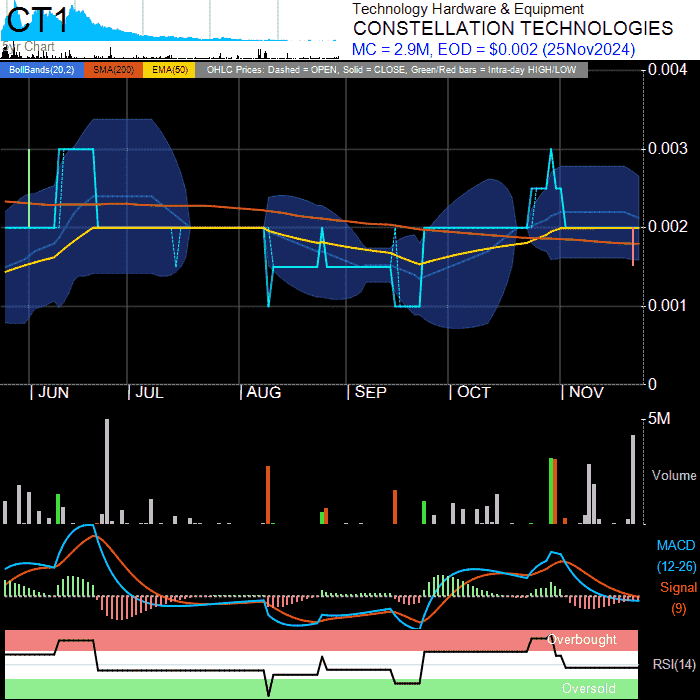 CT1
Technology Hardware & Equipment
CONSTELLATION TECHNOLOGIES
MC = 2.9M, EOD = $0.002 (25Nov2024)
Chart
BollBands(20,2) SMA(200) EMA(50) OHLC Prices: Dashed = OPEN, Solid = CLOSE, Green/Red bars = Intra-day HIGH/LOW
0.004
0.003
0.002
0.001
0
JUN JUL AUG SEP OCT NOV
5M
Volume
MACD
(12-26)
Signal
(9)
Overbought
RSI(14)
Oversold